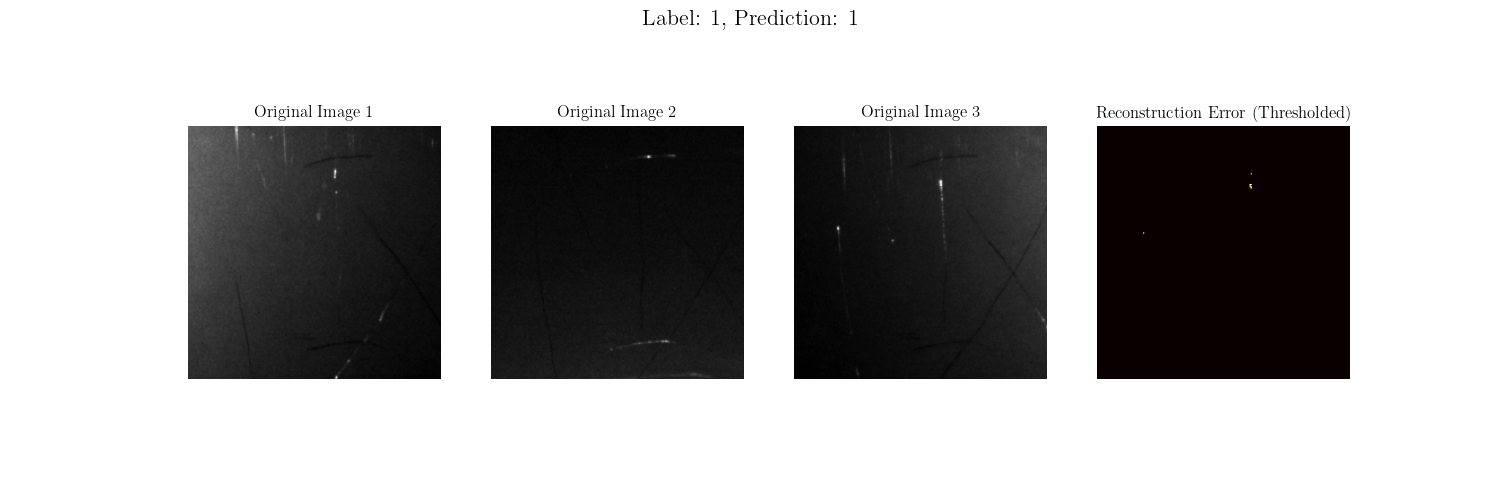 Label: 1, Prediction: 1
Original Image 1
Original Image 2
Original Image 3
Reconstruction Error (Thresholded)